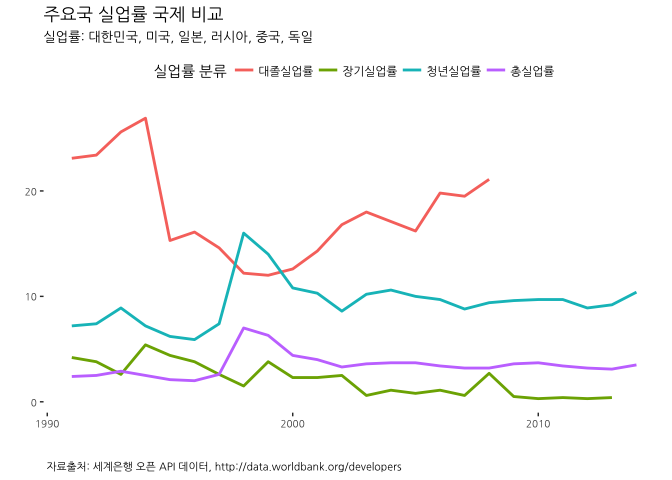 주요국 실업률 국제 비교
실업률: 대한민국, 미국, 일본, 러시아, 중국, 독일
실업률 분류 대졸실업률 장기실업률 청년실업률 총실업률
20
10
0
1990 2000 2010
자료출처: 세계은행 오픈 API 데이터, http://data.worldbank.org/developers